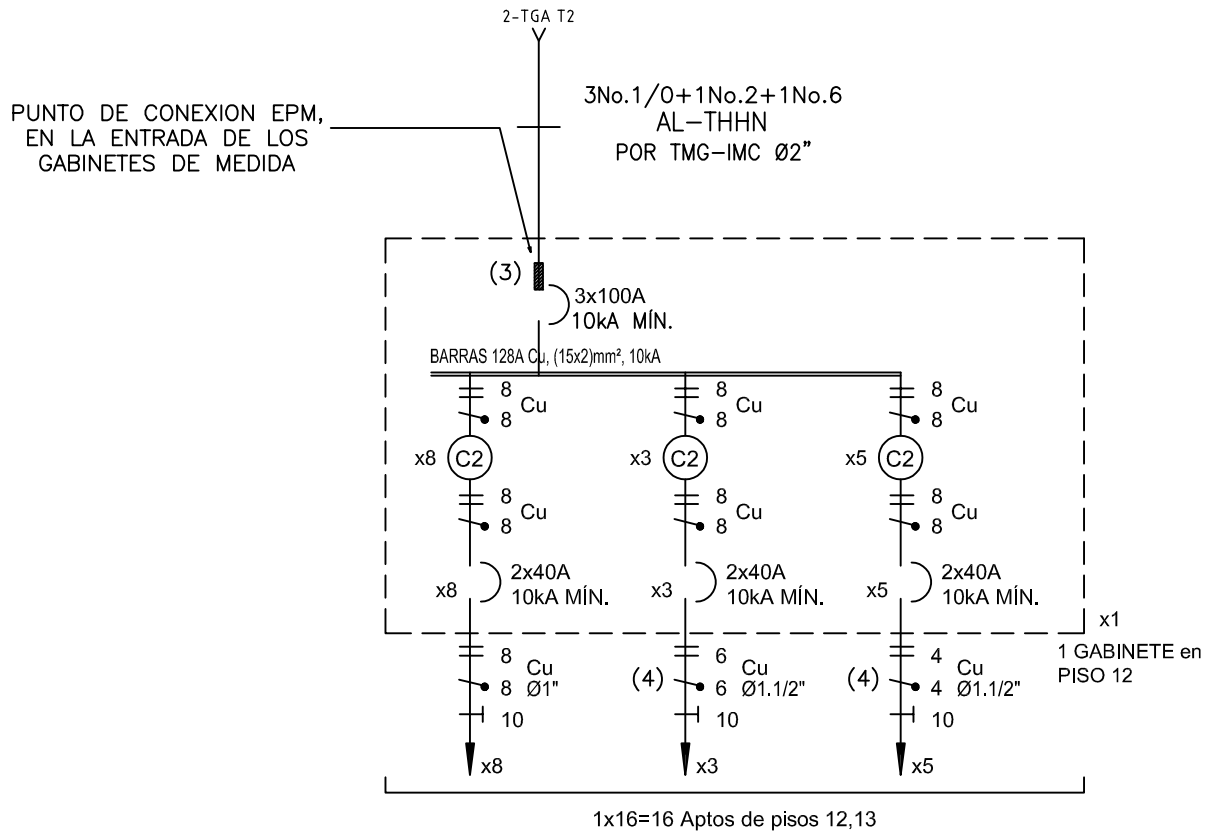 2-TGA T2
PUNTO DE CONEXION EPM,
EN LA ENTRADA DE LOS
GABINETES DE MEDIDA
3No.1/0+1No.2+1No.6
AL-THHN
POR TMG-IMC Ø2"
(3)
3x100A
10kA MÍN.
BARRAS 128A Cu, (15x2)mm², 10kA
8
8
Cu
8
8
Cu
8
8
Cu
x8
C2
x3
C2
x5
C2
8
8
Cu
8
8
Cu
8
8
Cu
x8
2x40A
10kA MÍN.
x3
2x40A
10kA MÍN.
x5
2x40A
10kA MÍN.
x1
1 GABINETE en
PISO 12
8
Cu
8
Ø1"
10
(4)
6
Cu
6
Ø1.1/2"
10
(4)
4
Cu
4
Ø1.1/2"
10
x8
x3
x5
1x16=16 Aptos de pisos 12,13